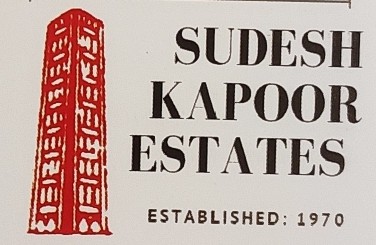 SUDESH
KAPOOR
ESTATES
ESTABLISHED: 1970